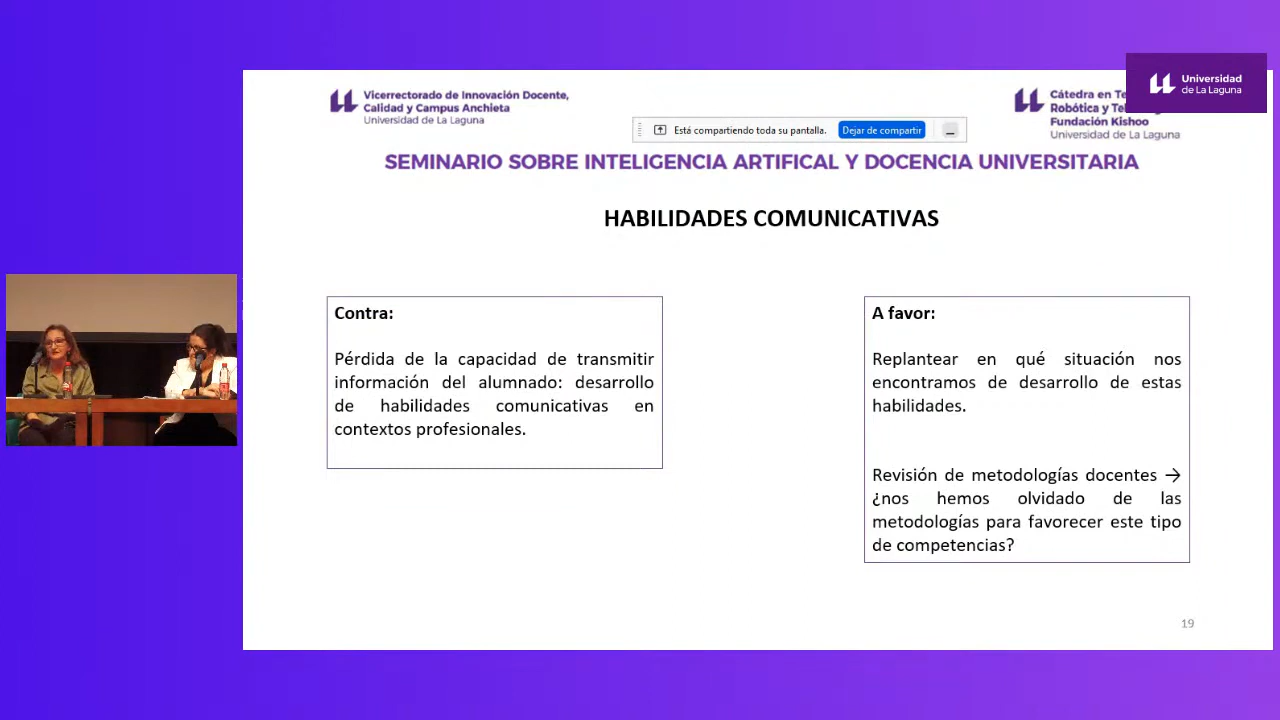 Vicerrectorado de Innovación Docente,
Calidad y Campus Anchieta
Universidad de La Laguna
Cátedra en Te
Robótica y Tel
Fundación Kishoo
Universidad de La Laguna
Universidad
de La Laguna
Está compartiendo toda su pantalla.
Dejar de compartir
SEMINARIO SOBRE INTELIGENCIA ARTIFICAL Y DOCENCIA UNIVERSITARIA
HABILIDADES COMUNICATIVAS
Contra:
Pérdida de la capacidad de transmitir
información del alumnado: desarrollo
de habilidades comunicativas en
contextos profesionales.
A favor:
Replantear en qué situación nos
encontramos de desarrollo de estas
habilidades.
Revisión de metodologías docentes →
¿nos hemos olvidado de las
metodologías para favorecer este tipo
de competencias?
19